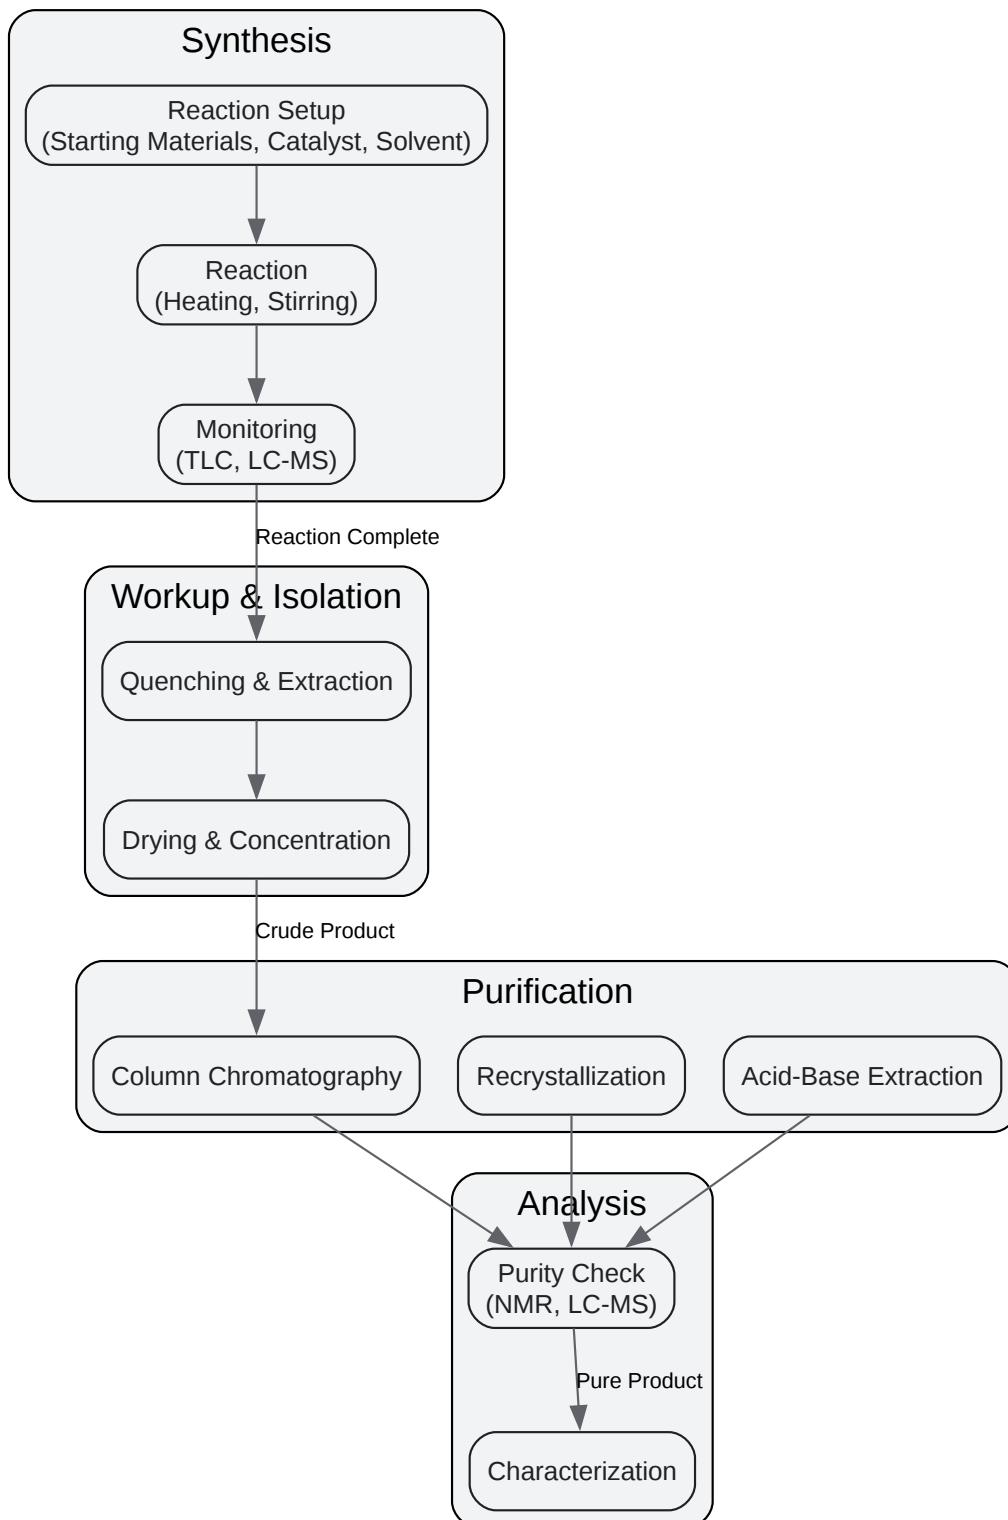 Synthesis
Reaction Setup
(Starting Materials, Catalyst, Solvent)
Reaction
(Heating, Stirring)
Monitoring
(TLC, LC-MS)
Reaction Complete
Workup & Isolation
Quenching & Extraction
Drying & Concentration
Crude Product
Purification
Column Chromatography
Recrystallization
Acid-Base Extraction
Analysis
Purity Check
(NMR, LC-MS)
Pure Product
Characterization